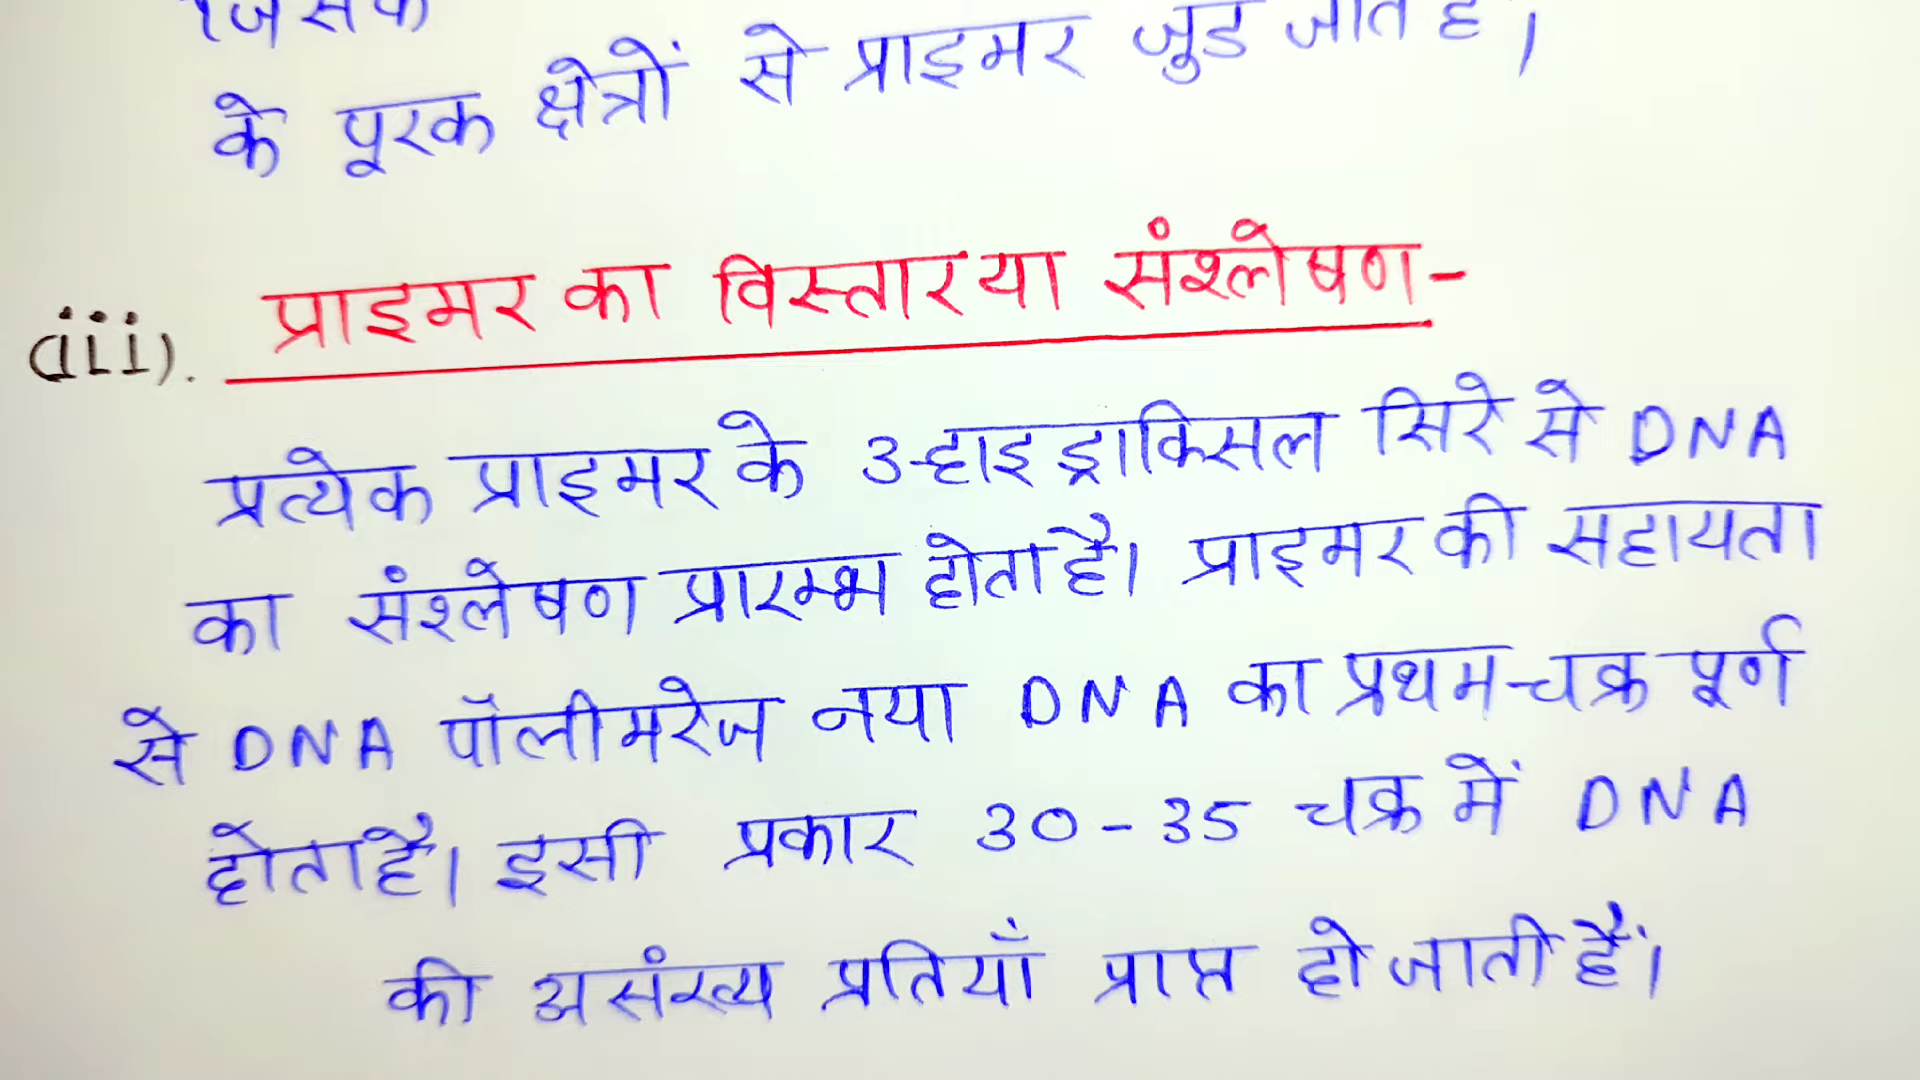 जिसके
के पूरक क्षेत्रों से प्राइमर जुड जाते है।
(iii). प्राइमर का विस्तार या संश्लेषण-
प्रत्येक प्राइमर के 3-हाइड्राक्सिल सिरे से DNA
का संश्लेषण प्रारम्भ होता है। प्राइमर की सहायता
से DNA पॉलीमरेज नया DNA का प्रथम चक्र पूर्ण
होता है। इसी प्रकार 30-35 चक्र में DNA
की असंख्य प्रतियाँ प्राप्त हो जाती हैं।